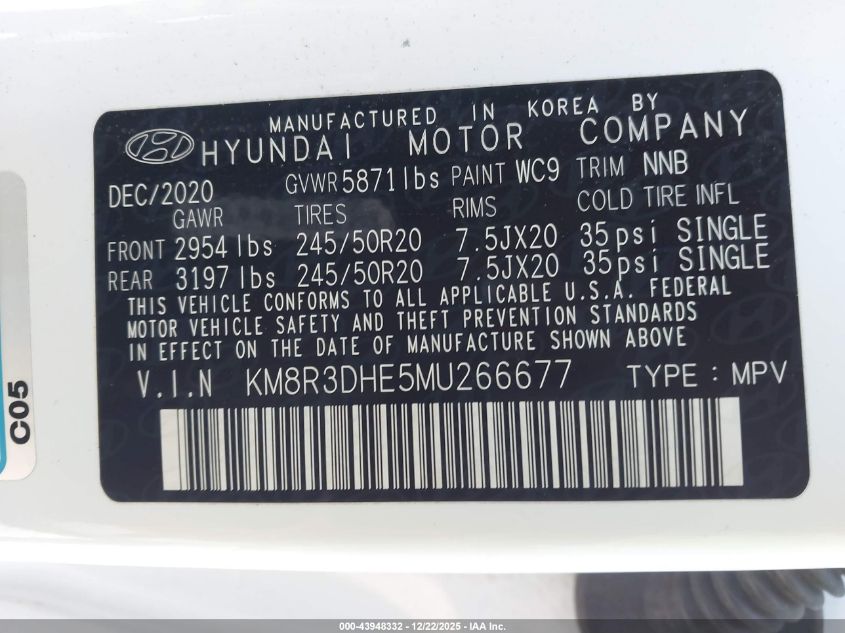 MANUFACTURED IN KOREA BY
HYUNDAI MOTOR COMPANY
DEC/2020 GVWR 5871 lbs PAINT WC9 TRIM NNB
GAWR TIRES RIMS COLD TIRE INFL
FRONT 2954 lbs 245/50R20 7.5JX20 35psi SINGLE
REAR 3197 lbs 245/50R20 7.5JX20 35psi SINGLE
THIS VEHICLE CONFORMS TO ALL APPLICABLE U.S.A. FEDERAL
MOTOR VEHICLE SAFETY AND THEFT PREVENTION STANDARDS
IN EFFECT ON THE DATE OF MANUFACTURE SHOWN ABOVE
V.I.N KM8R3DHE5MU266677 TYPE : MPV
C05
000-43948332 - 12/22/2025 - IAA Inc.